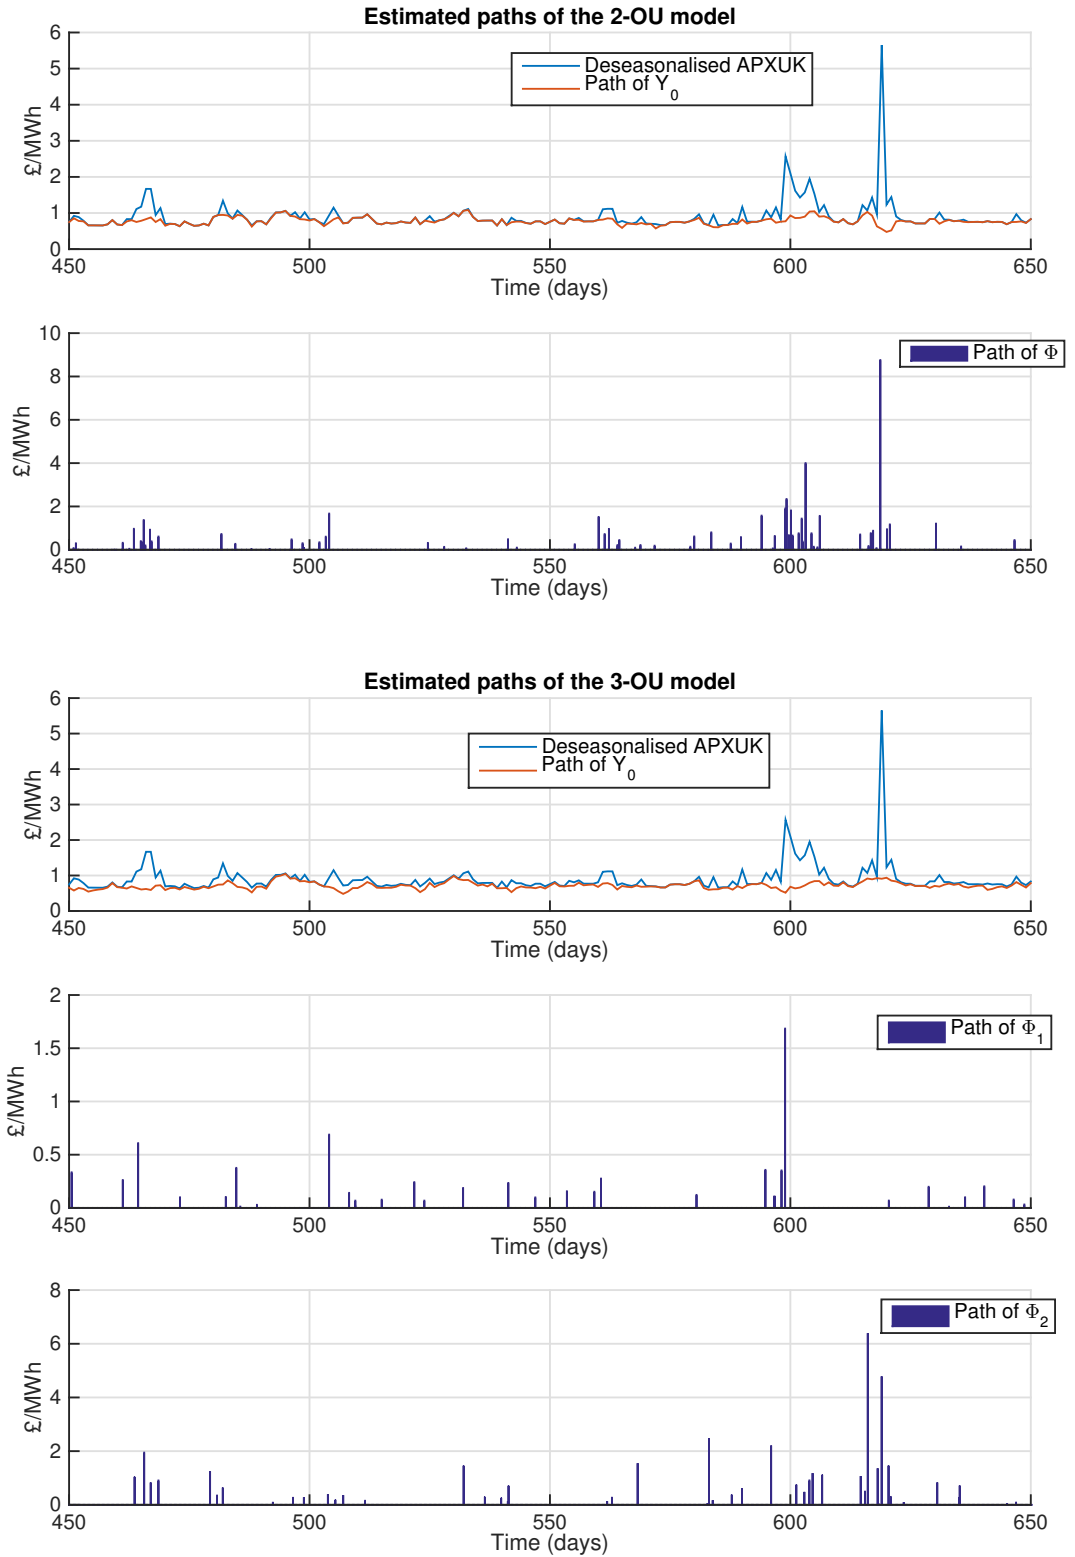 Estimated paths of the 2-OU model
6
5
4
3
2
1
0
£/MWh
Deseasonalised APXUK
Path of Y0
450 500 550 600 650
Time (days)
10
8
6
4
2
0
£/MWh
Path of Φ
450 500 550 600 650
Time (days)
Estimated paths of the 3-OU model
6
5
4
3
2
1
0
£/MWh
Deseasonalised APXUK
Path of Y0
450 500 550 600 650
Time (days)
2
1.5
1
0.5
0
£/MWh
Path of Φ1
450 500 550 600 650
Time (days)
8
6
4
2
0
£/MWh
Path of Φ2
450 500 550 600 650
Time (days)